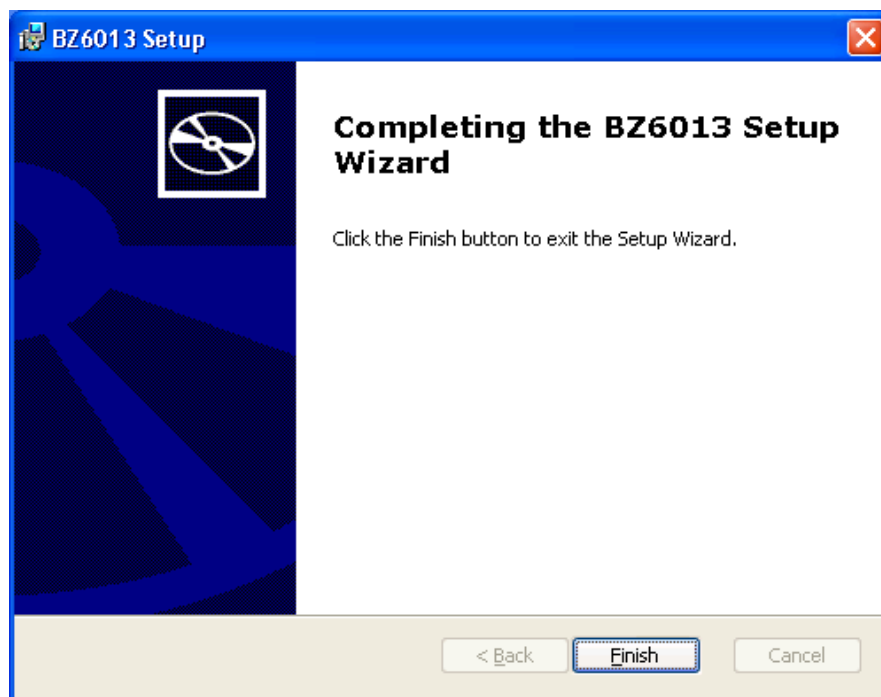 BZ6013 Setup
Completing the BZ6013 Setup
Wizard
Click the Finish button to exit the Setup Wizard.
< Back
Finish
Cancel